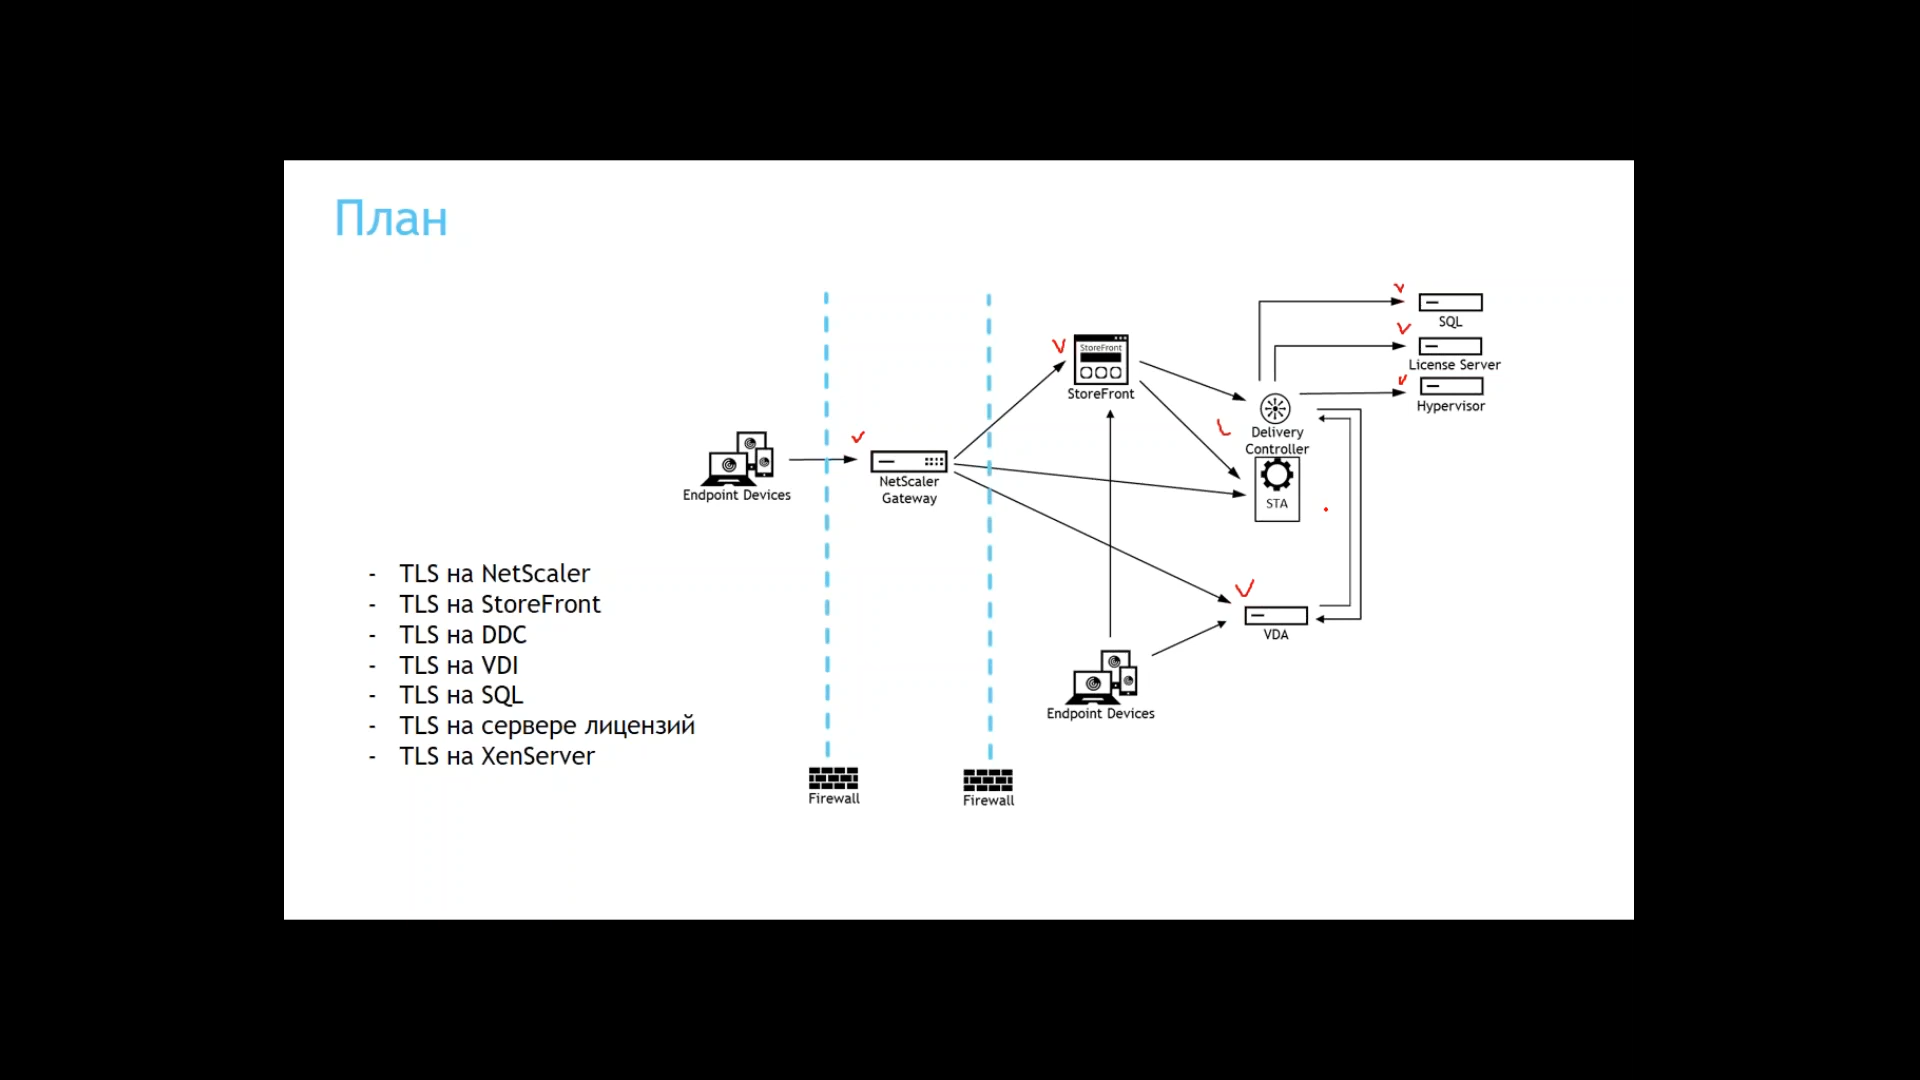 План
SQL
License Server
Hypervisor
StoreFront
StoreFront
Delivery
Controller
STA
Endpoint Devices
NetScaler
Gateway
VDA
Endpoint Devices
- TLS на NetScaler
- TLS на StoreFront
- TLS на DDC
- TLS на VDI
- TLS на SQL
- TLS на сервере лицензий
- TLS на XenServer
Firewall
Firewall